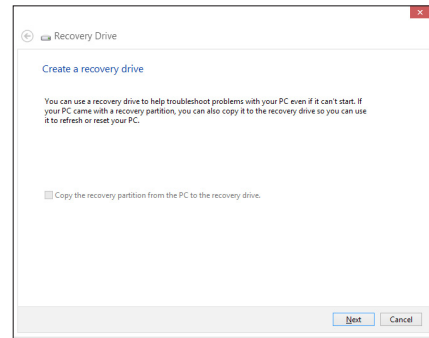 Recovery Drive
Create a recovery drive
You can use a recovery drive to help troubleshoot problems with your PC even if it can't start. If
your PC came with a recovery partition, you can also copy it to the recovery drive so you can use
it to refresh or reset your PC.
Copy the recovery partition from the PC to the recovery drive.
Next Cancel